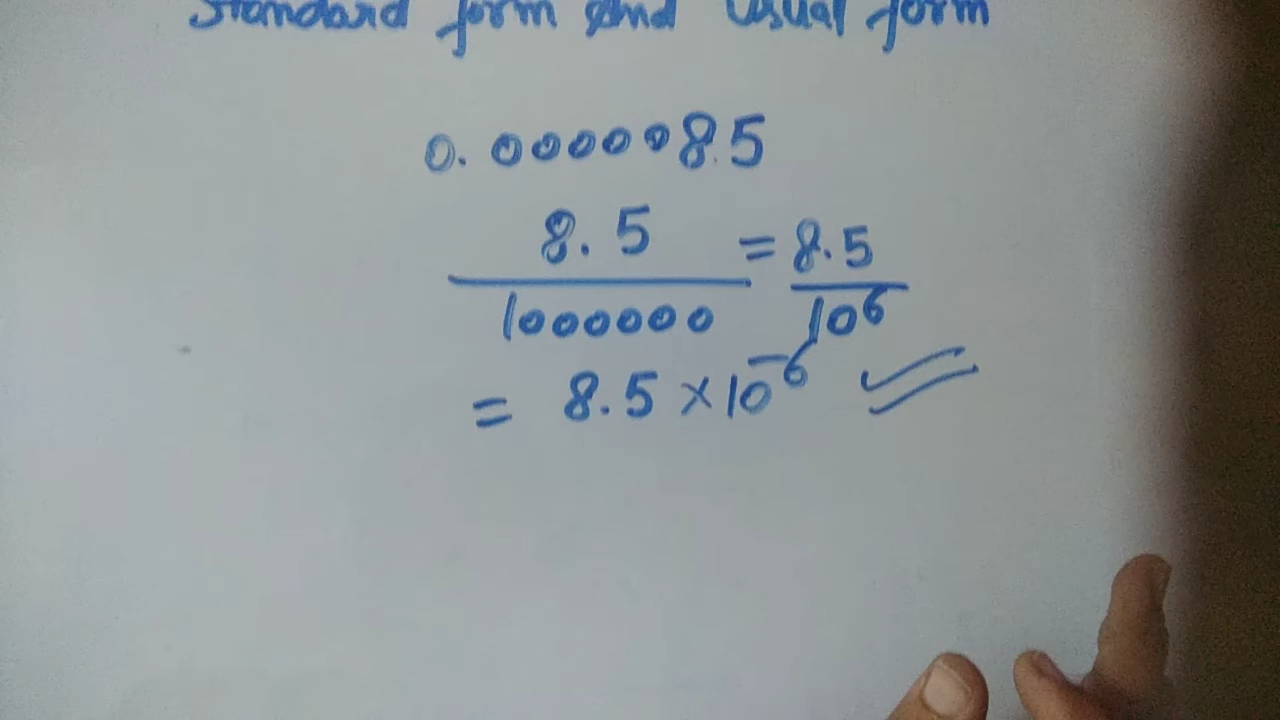 Standard form and Usual form
0.0000085
8.5 = 8.5
1000000 10⁶
= 8.5 × 10⁻⁶